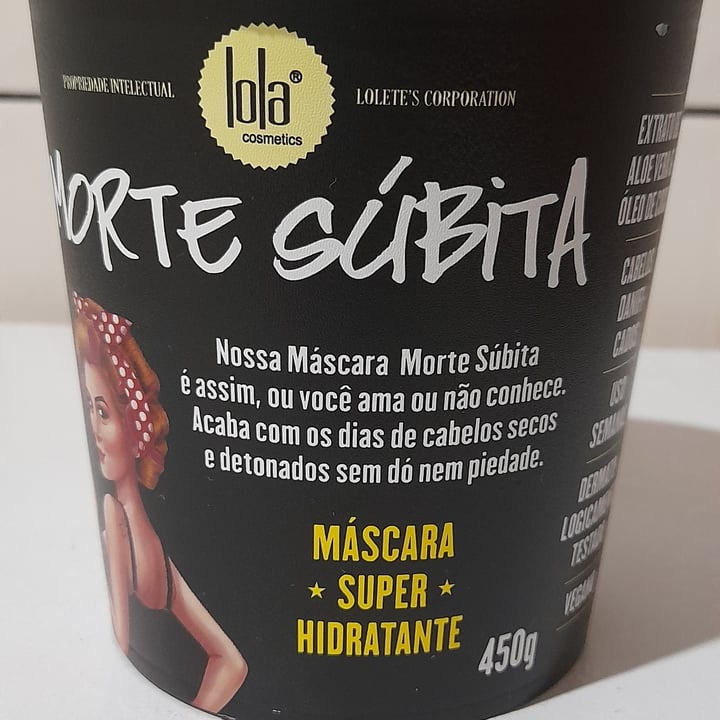 PROPRIEDADE INTELECTUAL
lola®
cosmetics
LOLETE'S CORPORATION
MORTE SÚBITA
Nossa Máscara Morte Súbita
é assim, ou você ama ou não conhece.
Acaba com os dias de cabelos secos
e detonados sem dó nem piedade.
MÁSCARA
★ SUPER ★
HIDRATANTE
450g
EXTRATO
ALOE VERA
ÓLEO DE
USO